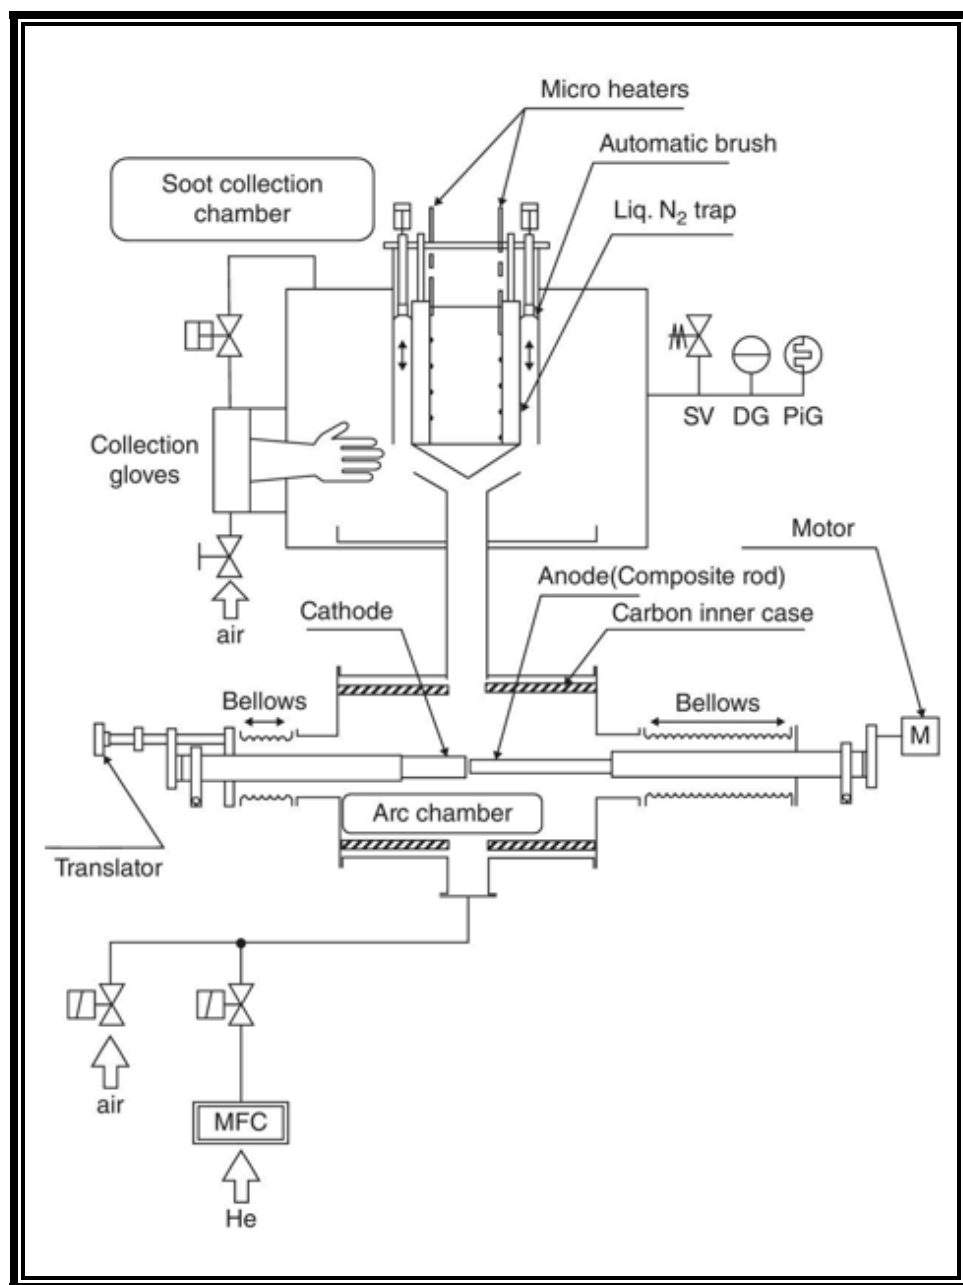 Micro heaters
Automatic brush
Soot collection
chamber
Liq. N₂ trap
SV DG PiG
Collection
gloves
Motor
Anode(Composite rod)
air
Cathode
Carbon inner case
Bellows
Bellows
M
Arc chamber
Translator
air
MFC
He